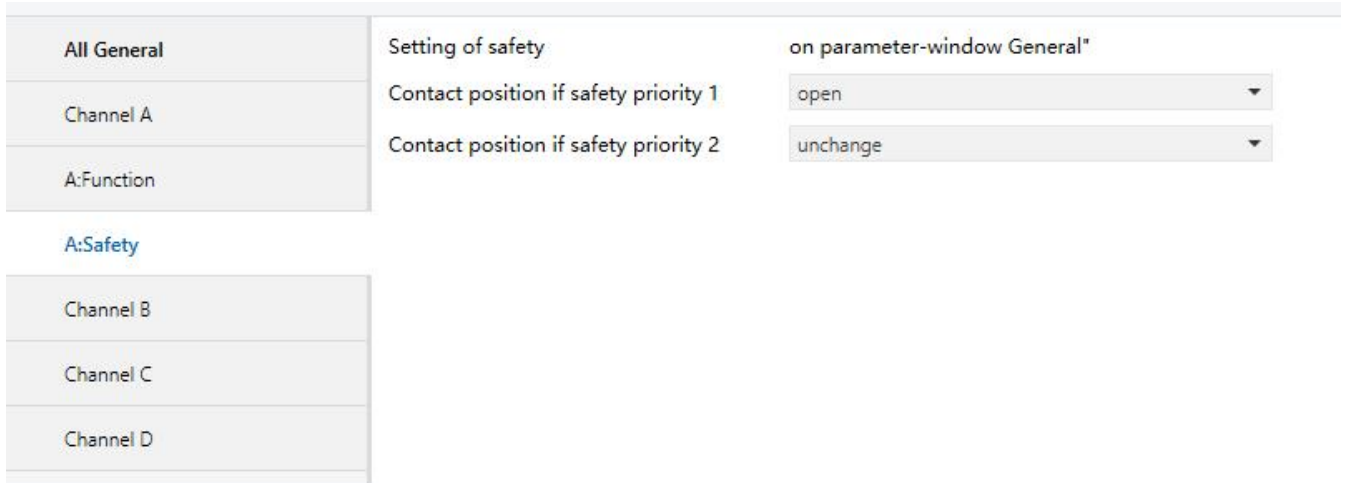 All General
Channel A
A:Function
A:Safety
Channel B
Channel C
Channel D
Setting of safety on parameter-window General"
Contact position if safety priority 1 open
Contact position if safety priority 2 unchange